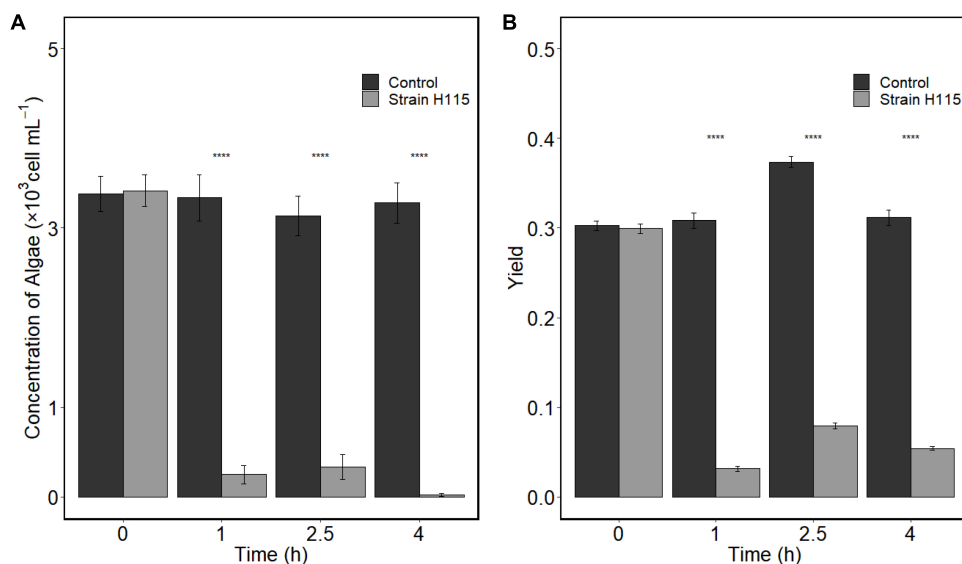 A
5
3
1
0
Concentration of Algae (×10³ cell mL⁻¹)
Control
Strain H115
**** **** ****
0 1 2.5 4
Time (h)
B
0.5
0.4
0.3
0.2
0.1
0.0
Yield
Control
Strain H115
**** **** ****
0 1 2.5 4
Time (h)